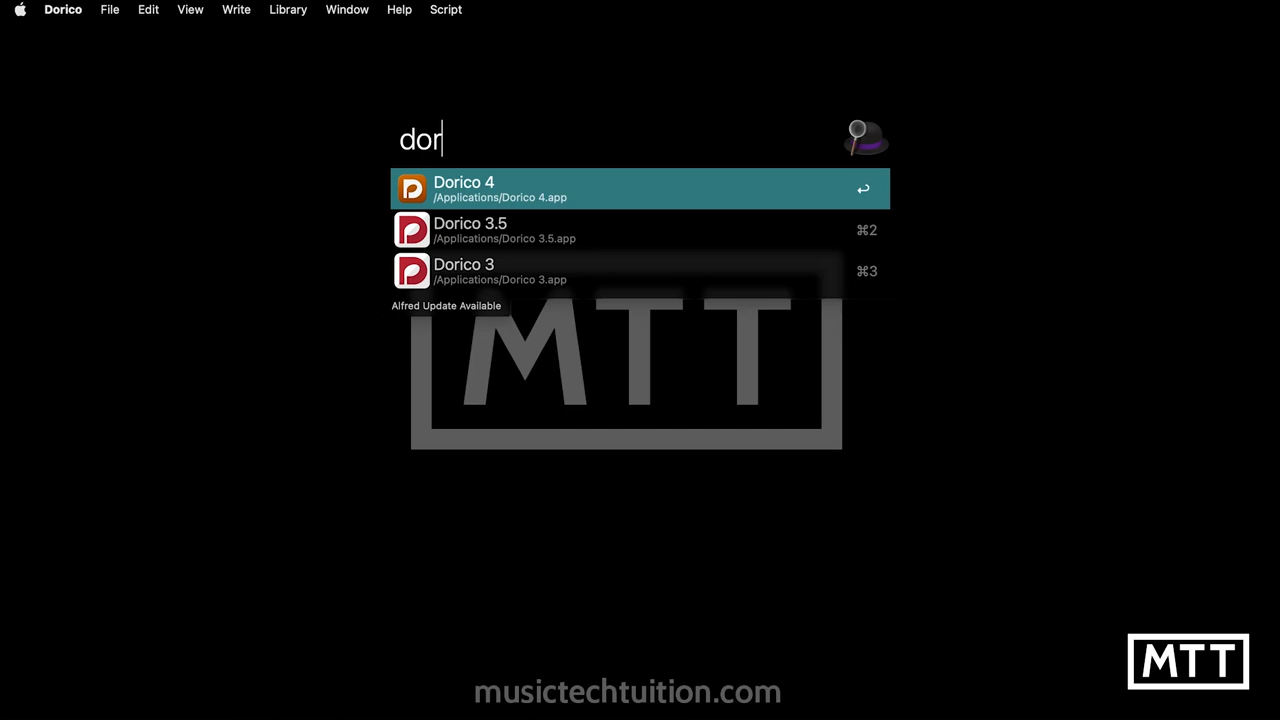 Dorico File Edit View Write Library Window Help Script
dor
Dorico 4
/Applications/Dorico 4.app
Dorico 3.5
/Applications/Dorico 3.5.app
⌘2
Dorico 3
/Applications/Dorico 3.app
⌘3
Alfred Update Available
MTT
MTT
musictechtuition.com